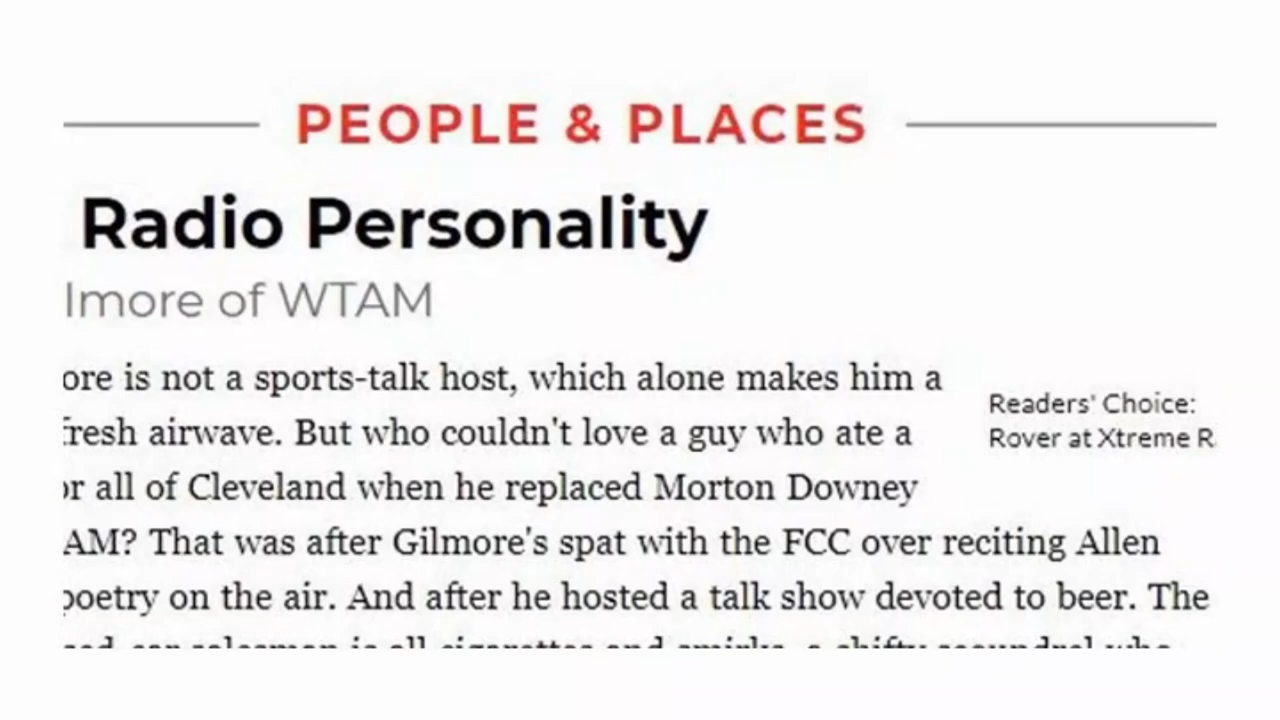 PEOPLE & PLACES
Radio Personality
lmore of WTAM
ore is not a sports-talk host, which alone makes him a
fresh airwave. But who couldn't love a guy who ate a
or all of Cleveland when he replaced Morton Downey
AM? That was after Gilmore's spat with the FCC over reciting Allen
poetry on the air. And after he hosted a talk show devoted to beer. The
Readers' Choice:
Rover at Xtreme R